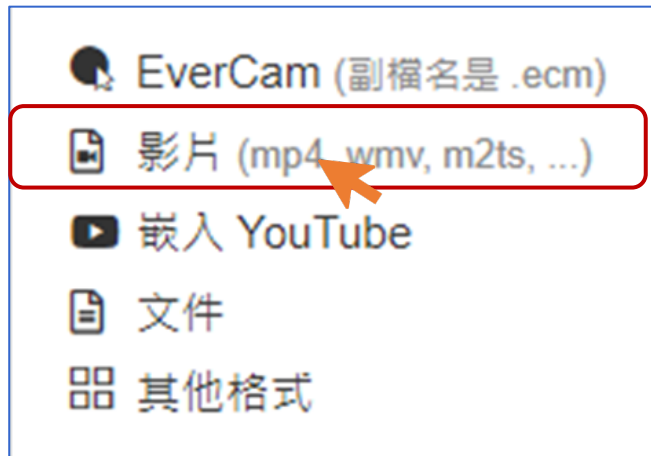 EverCam (副檔名是 .ecm)
影片 (mp4, wmv, m2ts, ...)
嵌入 YouTube
文件
其他格式